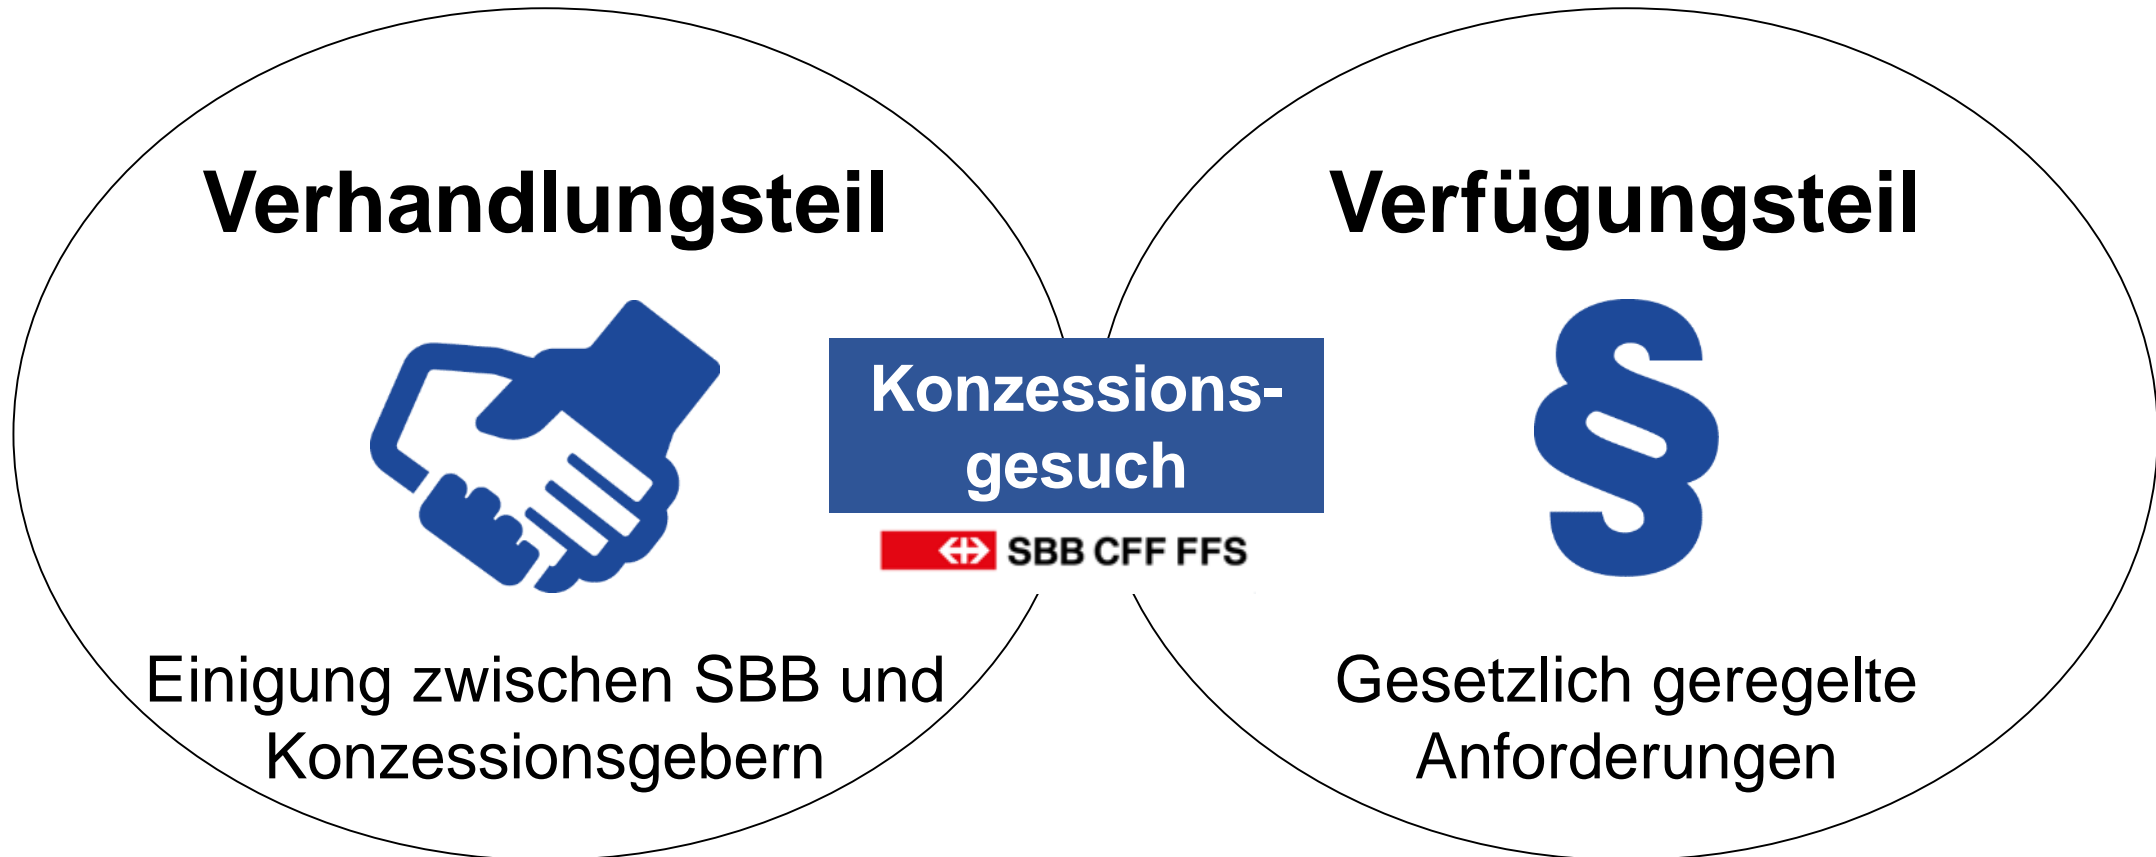 Verhandlungsteil
Einigung zwischen SBB und
Konzessionsgebern
Konzessions-
gesuch
SBB CFF FFS
Verfügungsteil
§
Gesetzlich geregelte
Anforderungen